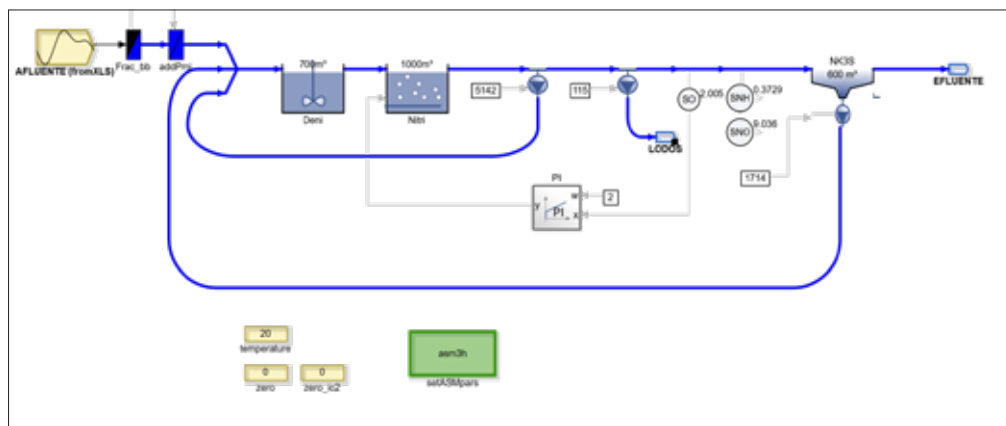 AFLUENTE (fromXLS)
Frac_bb
addPmi
700m³
Deni
1000m³
Nitri
5142
115
LODOS
SO
2.005
SNH
0.3729
SNO
9.036
NK3S
600 m³
EFLUENTE
1714
PI
y
PI
w
x
2
20
temperature
0
zero
0
zero_io2
asm3h
setASMpars